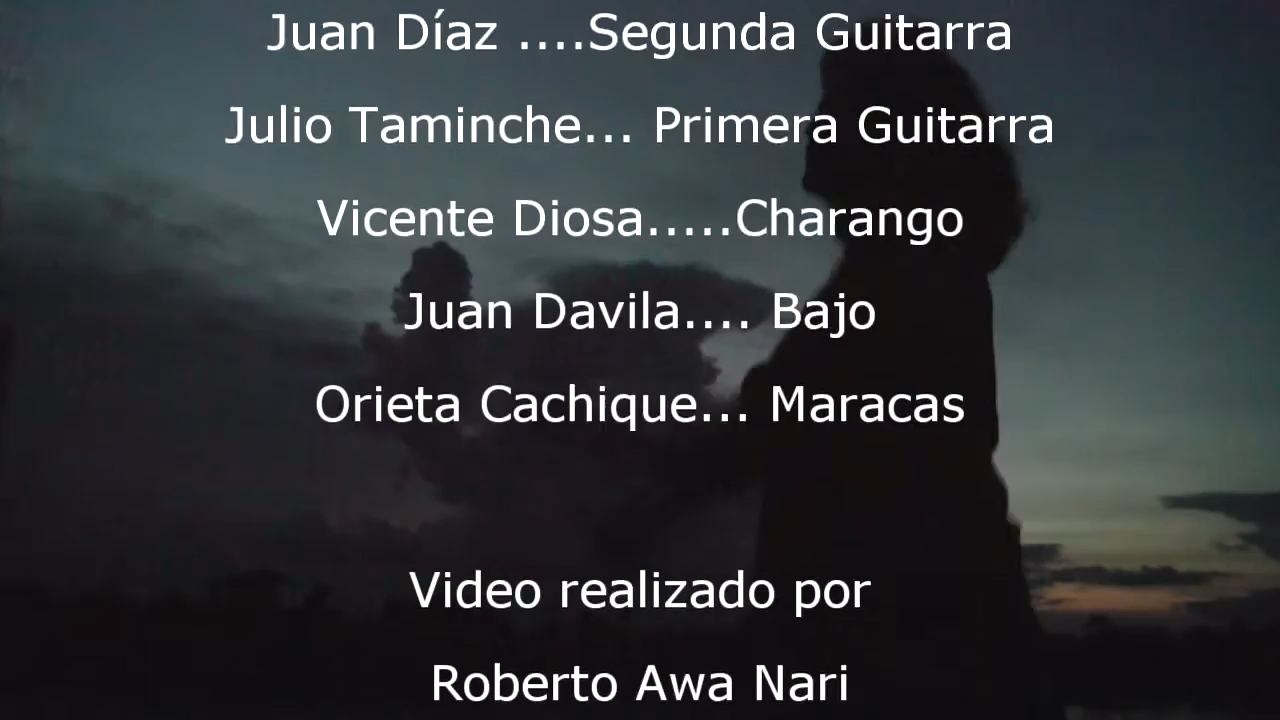 Juan Díaz ....Segunda Guitarra
Julio Taminche... Primera Guitarra
Vicente Diosa.....Charango
Juan Davila.... Bajo
Orieta Cachique... Maracas
Video realizado por
Roberto Awa Nari